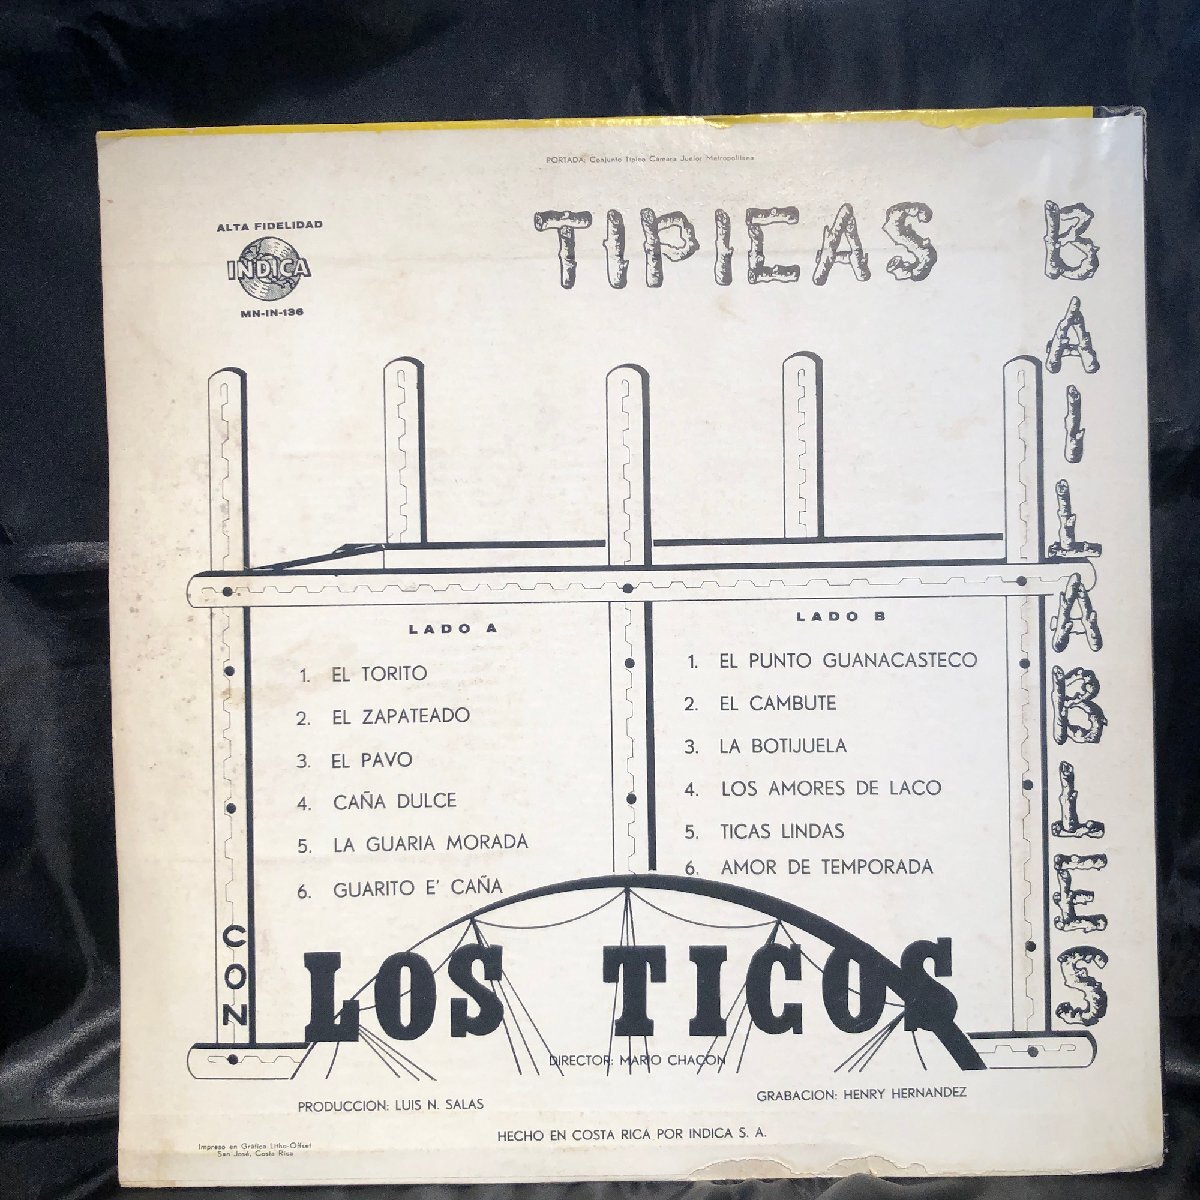 PORTADA: Conjunto Típico Cámara Junior Metropolitana
ALTA FIDELIDAD
INDICA
MN-IN-136
TIPICAS
BAILABLES
LADO A
1. EL TORITO
2. EL ZAPATEADO
3. EL PAVO
4. CAÑA DULCE
5. LA GUARIA MORADA
6. GUARITO E' CAÑA
LADO B
1. EL PUNTO GUANACASTECO
2. EL CAMBUTE
3. LA BOTIJUELA
4. LOS AMORES DE LACO
5. TICAS LINDAS
6. AMOR DE TEMPORADA
CON
LOS TICOS
DIRECTOR: MARIO CHACON
PRODUCCION: LUIS N. SALAS
GRABACION: HENRY HERNANDEZ
HECHO EN COSTA RICA POR INDICA S. A.
Impreso en Gráfica Litho-Offset
San José, Costa Rica